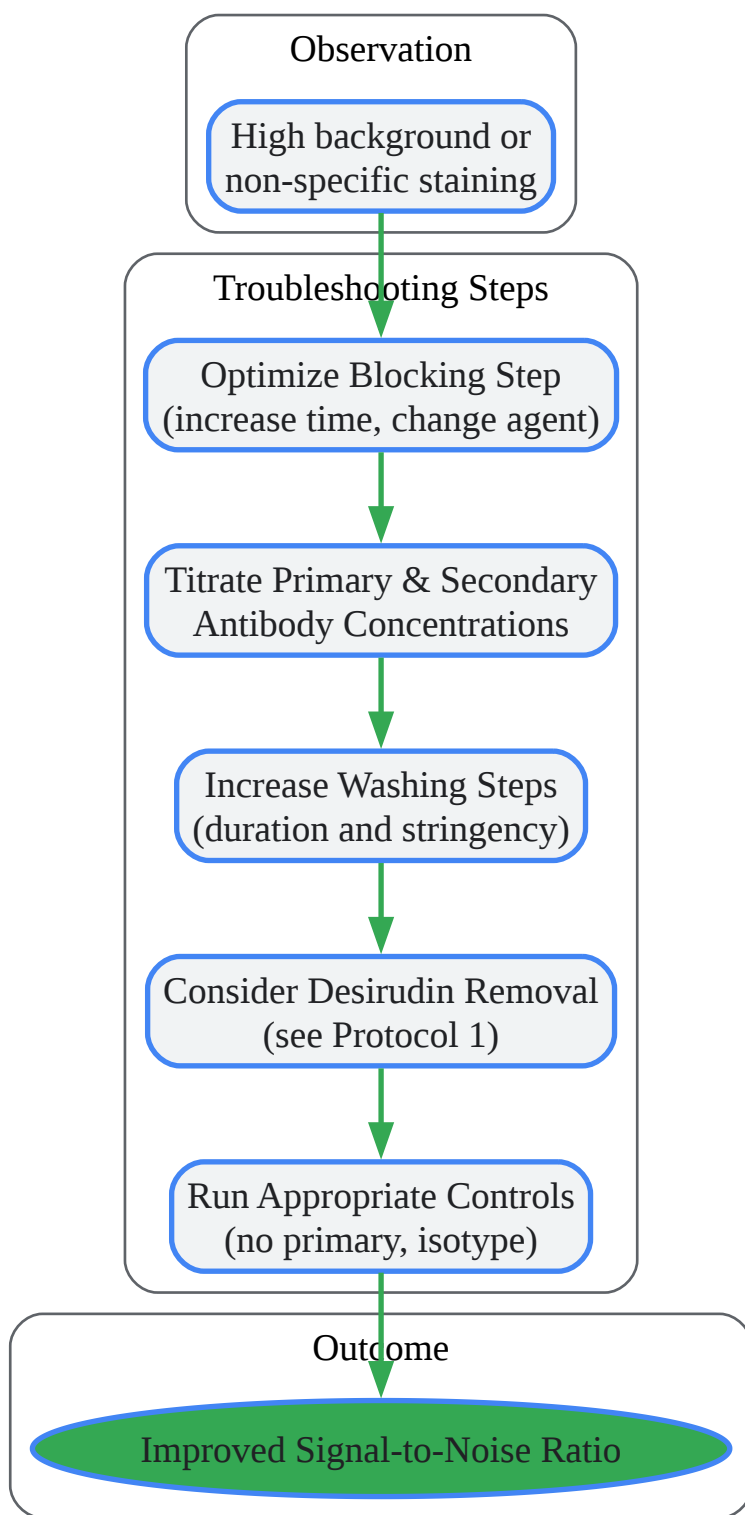 Observation
High background or
non-specific staining
Troubleshooting Steps
Optimize Blocking Step
(increase time, change agent)
Titrate Primary & Secondary
Antibody Concentrations
Increase Washing Steps
(duration and stringency)
Consider Desirudin Removal
(see Protocol 1)
Run Appropriate Controls
(no primary, isotype)
Outcome
Improved Signal-to-Noise Ratio